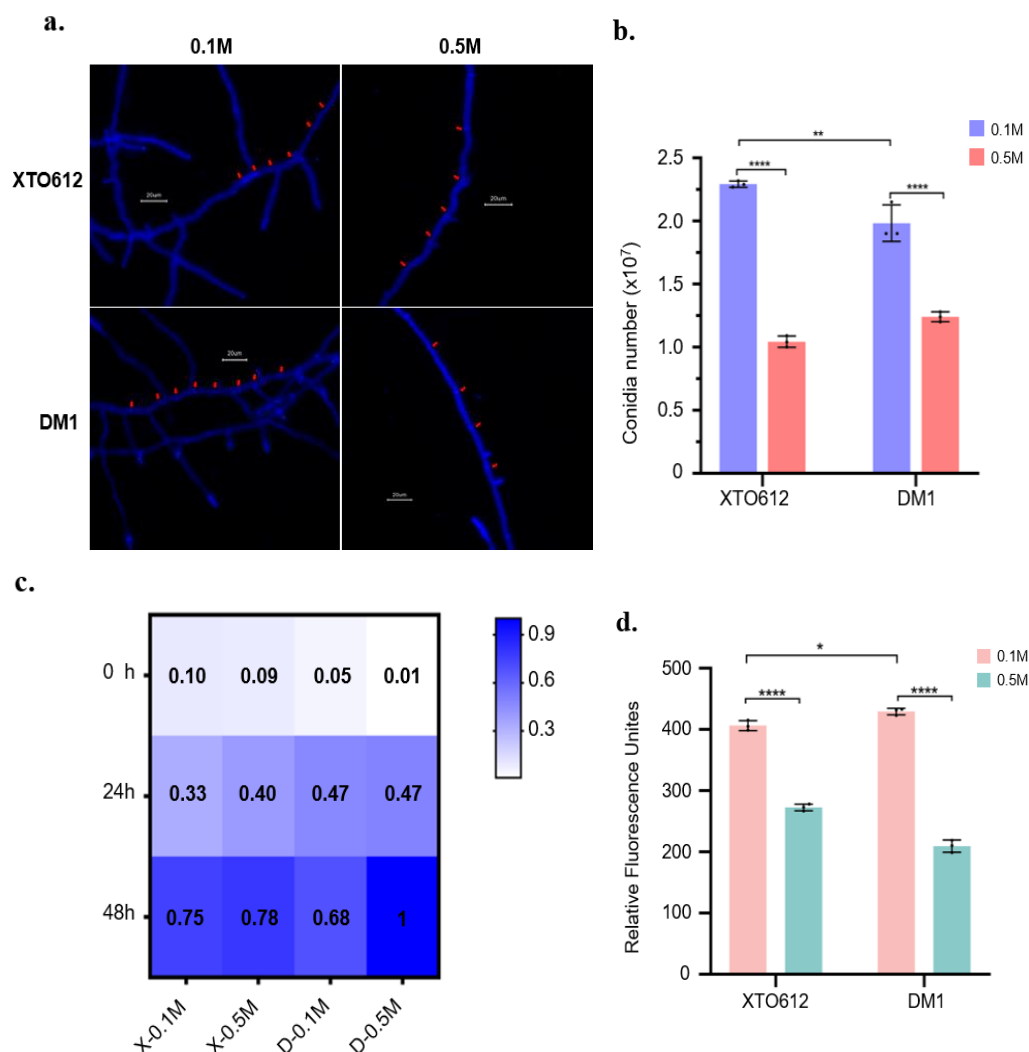 a.
0.1M
0.5M
XTO612
20um
20um
DM1
20um
20um
b.
0.1M
0.5M
**
****
****
2.5
2.0
1.5
1.0
0.5
0
Conidia number (x10⁷)
XTO612
DM1
c.
0 h
0.10
0.09
0.05
0.01
24h
0.33
0.40
0.47
0.47
48h
0.75
0.78
0.68
1
0.9
0.6
0.3
X-0.1M
X-0.5M
D-0.1M
D-0.5M
d.
0.1M
0.5M
*
****
****
500
400
300
200
100
0
Relative Fluorescence Unites
XTO612
DM1